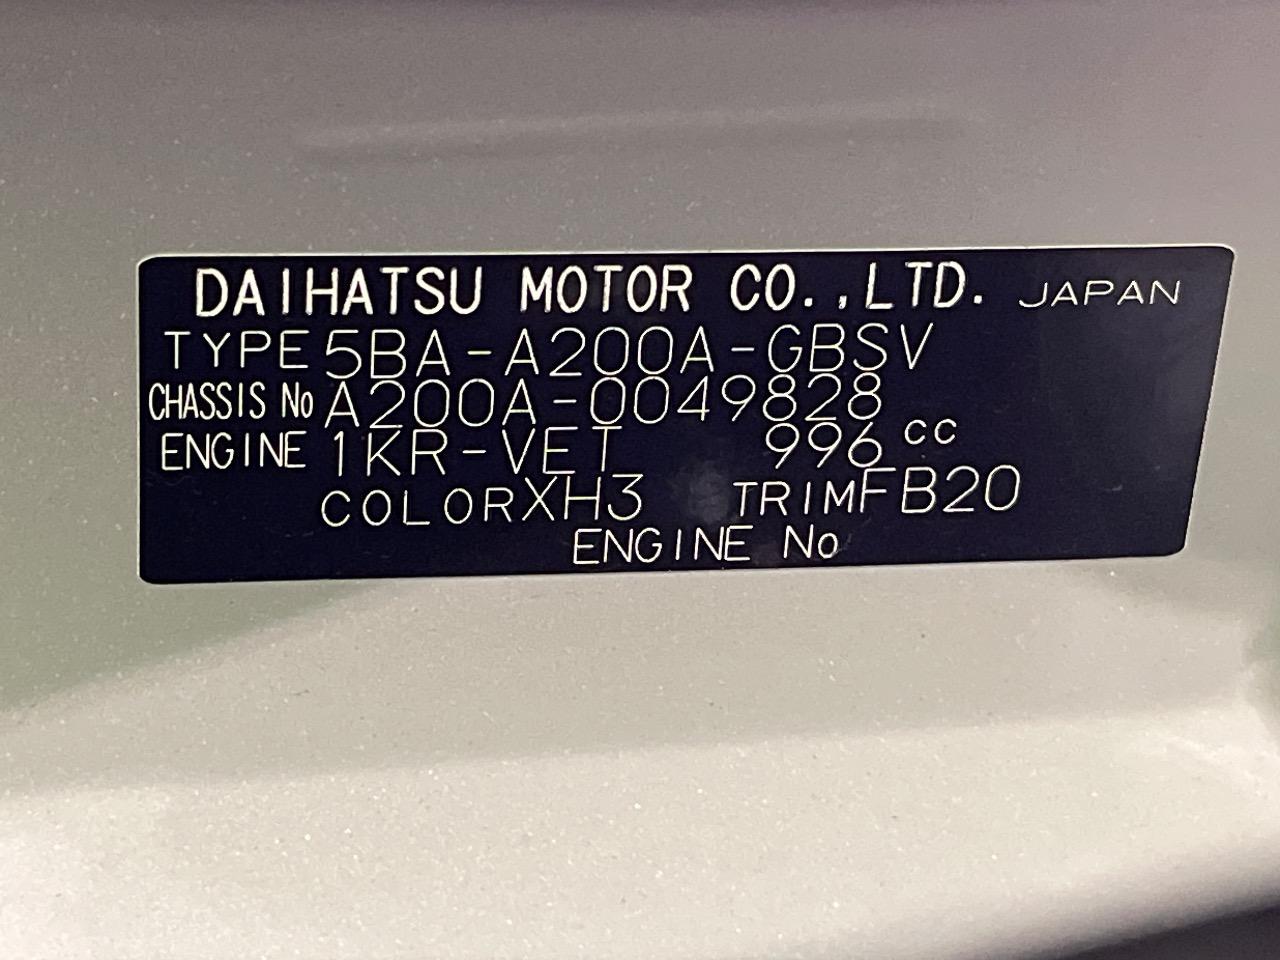 DAIHATSU MOTOR CO.,LTD. JAPAN
TYPE 5BA-A200A-GBSV
CHASSIS No A200A-0049828
ENGINE 1KR-VET 996 cc
COLOR XH3 TRIM FB20
ENGINE No